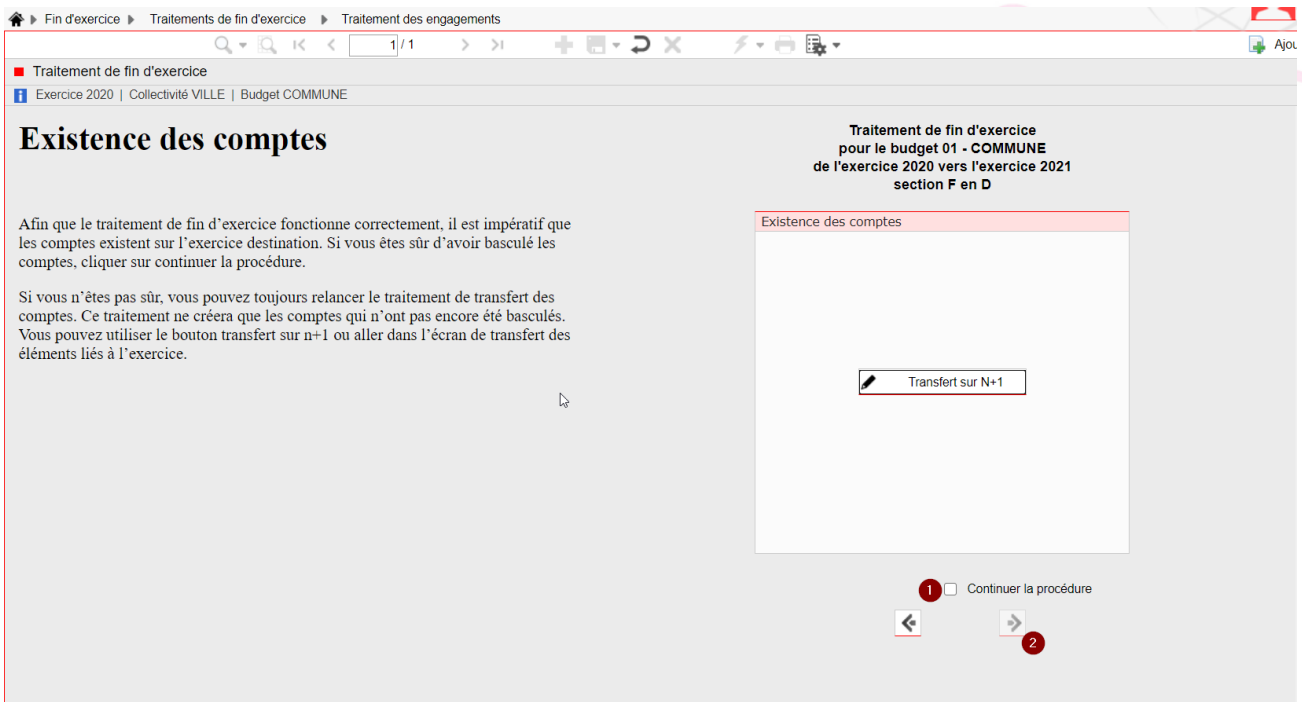 Fin d'exercice Traitements de fin d'exercice Traitement des engagements
1 / 1
Ajou
Traitement de fin d'exercice
Exercice 2020 | Collectivité VILLE | Budget COMMUNE
Existence des comptes
Afin que le traitement de fin d’exercice fonctionne correctement, il est impératif que
les comptes existent sur l’exercice destination. Si vous êtes sûr d’avoir basculé les
comptes, cliquer sur continuer la procédure.
Si vous n’êtes pas sûr, vous pouvez toujours relancer le traitement de transfert des
comptes. Ce traitement ne créera que les comptes qui n’ont pas encore été basculés.
Vous pouvez utiliser le bouton transfert sur n+1 ou aller dans l’écran de transfert des
éléments liés à l’exercice.
Traitement de fin d'exercice
pour le budget 01 - COMMUNE
de l'exercice 2020 vers l'exercice 2021
section F en D
Existence des comptes
Transfert sur N+1
1 Continuer la procédure
2